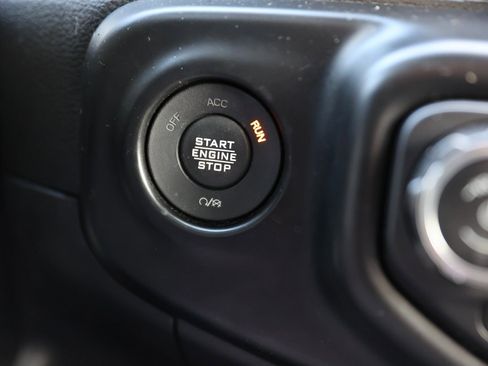 ACC
OFF
RUN
START
ENGINE
STOP